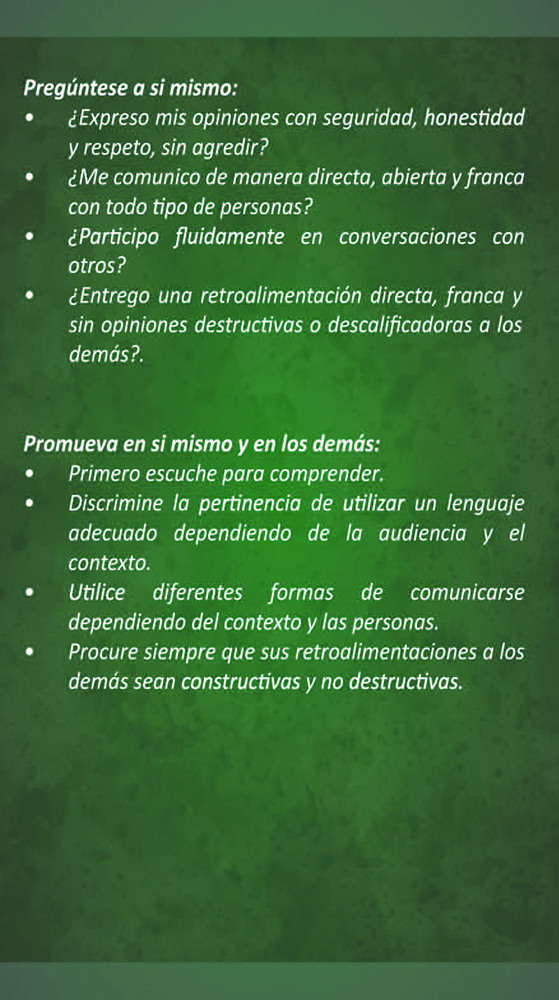 Pregúntese a si mismo:
• ¿Expreso mis opiniones con seguridad, honestidad
y respeto, sin agredir?
• ¿Me comunico de manera directa, abierta y franca
con todo tipo de personas?
• ¿Participo fluidamente en conversaciones con
otros?
• ¿Entrego una retroalimentación directa, franca y
sin opiniones destructivas o descalificadoras a los
demás?.
Promueva en si mismo y en los demás:
• Primero escuche para comprender.
• Discrimine la pertinencia de utilizar un lenguaje
adecuado dependiendo de la audiencia y el
contexto.
• Utilice diferentes formas de comunicarse
dependiendo del contexto y las personas.
• Procure siempre que sus retroalimentaciones a los
demás sean constructivas y no destructivas.